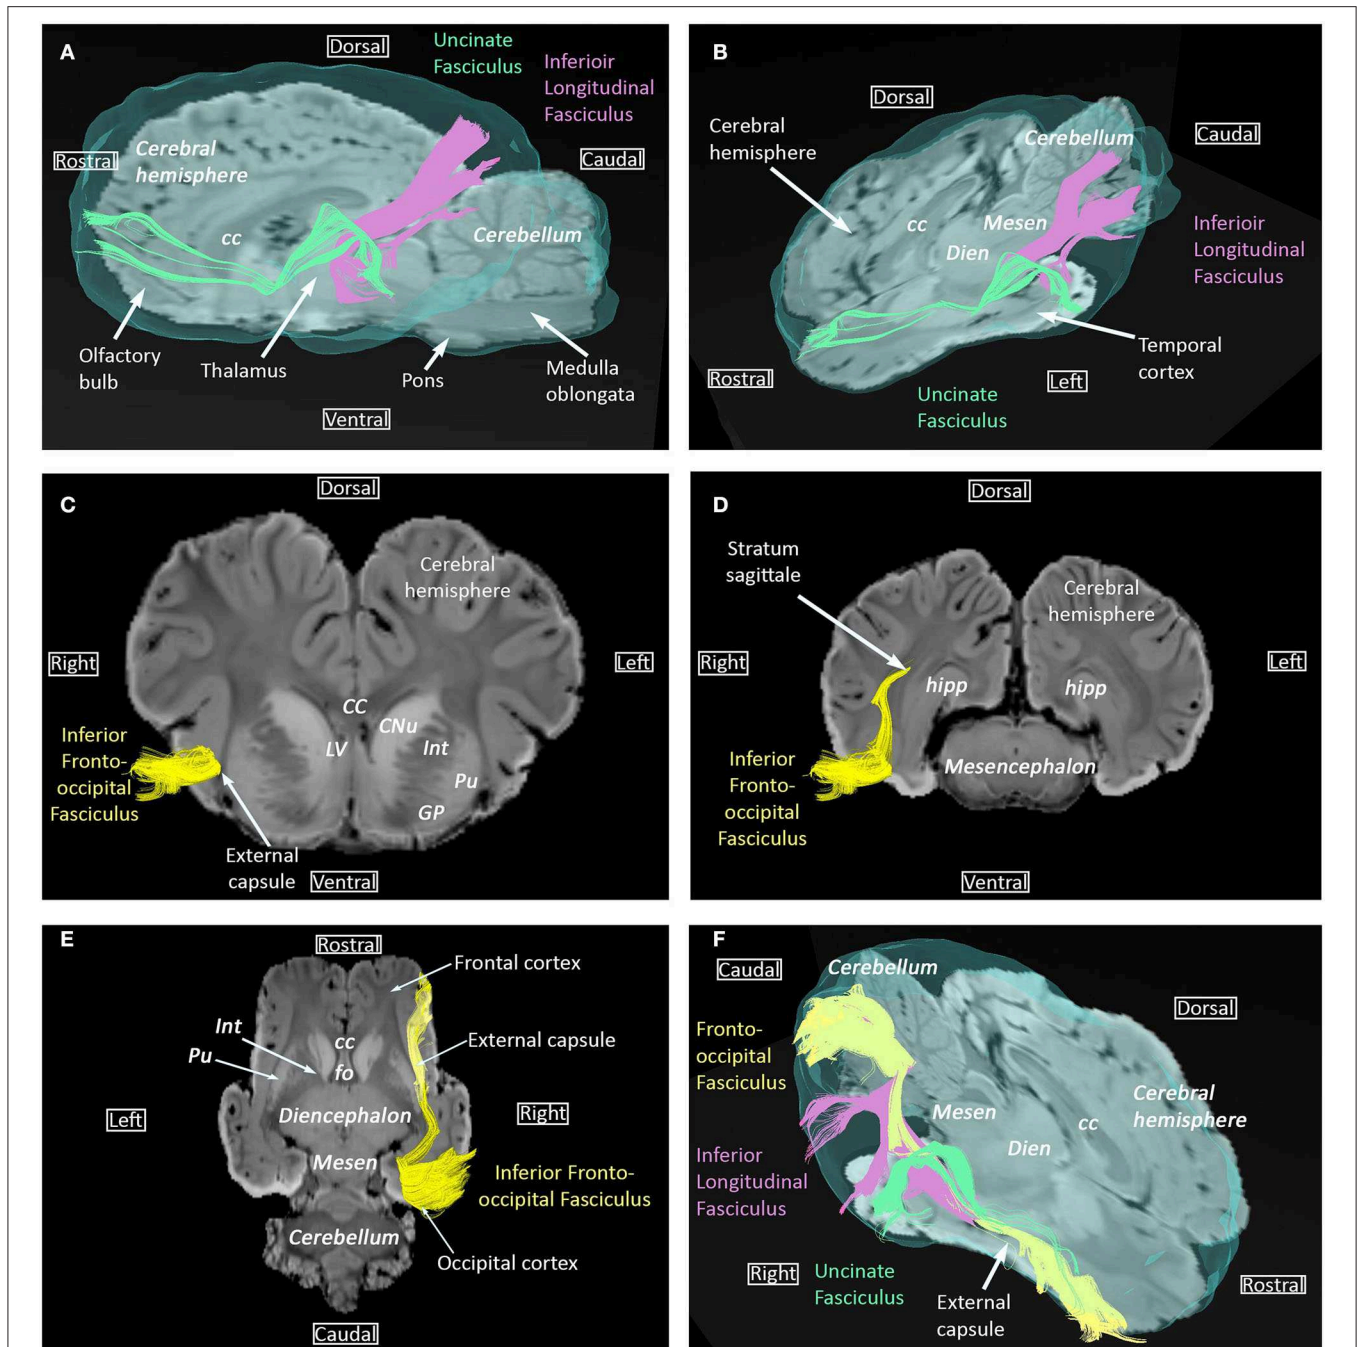 A
Dorsal
Uncinate
Fasciculus
Inferioir
Longitudinal
Fasciculus
Rostral
Cerebral
hemisphere
Caudal
cc
Cerebellum
Olfactory
bulb
Thalamus
Pons
Medulla
oblongata
Ventral
B
Dorsal
Cerebral
hemisphere
Cerebellum
Caudal
cc
Mesen
Dien
Inferioir
Longitudinal
Fasciculus
Temporal
cortex
Rostral
Left
Uncinate
Fasciculus
C
Dorsal
Cerebral
hemisphere
Right
Left
CC
CNu
LV
Int
Pu
GP
Inferior
Fronto-
occipital
Fasciculus
External
capsule
Ventral
D
Dorsal
Stratum
sagittale
Cerebral
hemisphere
Right
Left
hipp
hipp
Mesencephalon
Inferior
Fronto-
occipital
Fasciculus
Ventral
E
Rostral
Frontal cortex
Int
Pu
cc
fo
External capsule
Diencephalon
Left
Right
Mesen
Inferior Fronto-
occipital Fasciculus
Cerebellum
Occipital cortex
Caudal
F
Caudal
Cerebellum
Dorsal
Fronto-
occipital
Fasciculus
Cerebral
hemisphere
Mesen
cc
Dien
Inferior
Longitudinal
Fasciculus
Right
Uncinate
Fasciculus
External
capsule
Rostral